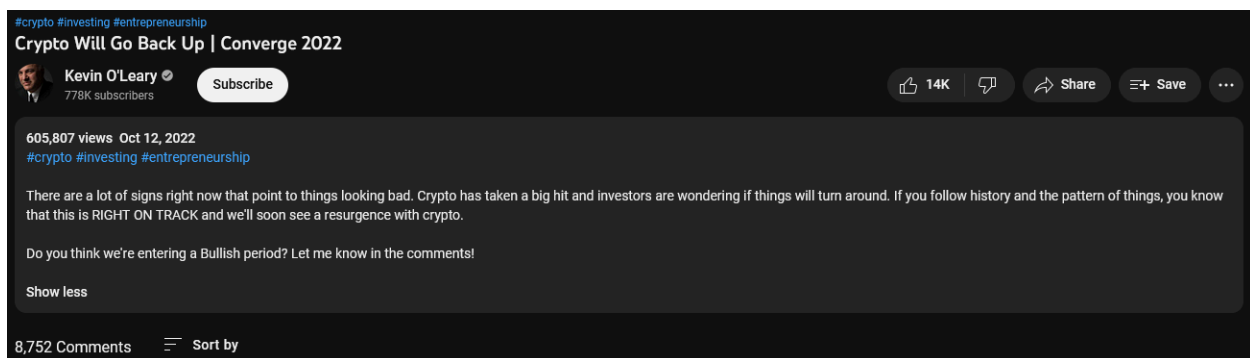 #crypto #investing #entrepreneurship
Crypto Will Go Back Up | Converge 2022
Kevin O'Leary
778K subscribers
Subscribe
14K
Share
Save
605,807 views Oct 12, 2022
#crypto #investing #entrepreneurship
There are a lot of signs right now that point to things looking bad. Crypto has taken a big hit and investors are wondering if things will turn around. If you follow history and the pattern of things, you know
that this is RIGHT ON TRACK and we'll soon see a resurgence with crypto.
Do you think we're entering a Bullish period? Let me know in the comments!
Show less
8,752 Comments
Sort by